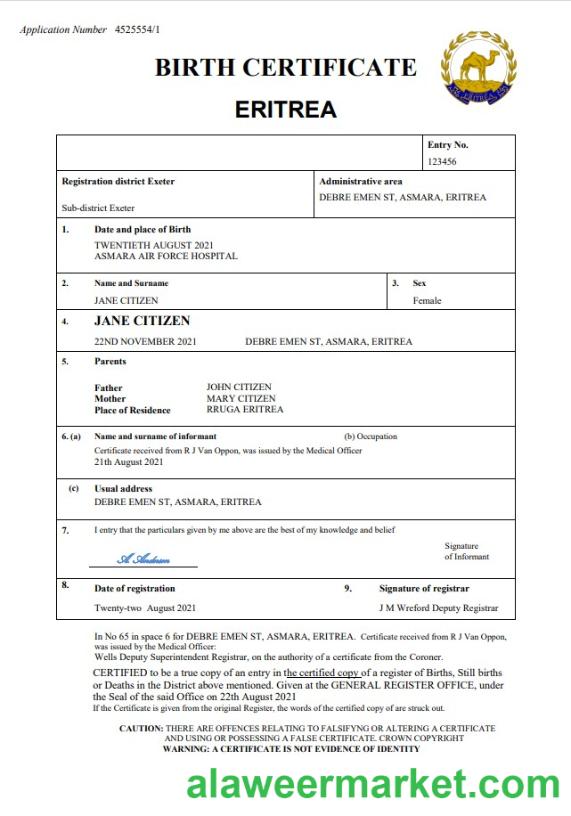 Application Number 4525554/1
BIRTH CERTIFICATE
ERITREA
Entry No.
123456
Registration district Exeter
Sub-district Exeter
Administrative area
DEBRE EMEN ST, ASMARA, ERITREA
1. Date and place of Birth
TWENTIETH AUGUST 2021
ASMARA AIR FORCE HOSPITAL
2. Name and Surname
JANE CITIZEN
3. Sex
Female
4. JANE CITIZEN
22ND NOVEMBER 2021 DEBRE EMEN ST, ASMARA, ERITREA
5. Parents
Father JOHN CITIZEN
Mother MARY CITIZEN
Place of Residence RRUGA ERITREA
6. (a) Name and surname of informant (b) Occupation
Certificate received from R J Van Oppon, was issued by the Medical Officer
21th August 2021
(c) Usual address
DEBRE EMEN ST, ASMARA, ERITREA
7. I entry that the particulars given by me above are the best of my knowledge and belief
A. Anderson
Signature
of Informant
8. Date of registration
Twenty-two August 2021
9. Signature of registrar
J M Wreford Deputy Registrar
In No 65 in space 6 for DEBRE EMEN ST, ASMARA, ERITREA. Certificate received from R J Van Oppon,
was issued by the Medical Officer:
Wells Deputy Superintendent Registrar, on the authority of a certificate from the Coroner.
CERTIFIED to be a true copy of an entry in the certified copy of a register of Births, Still births
or Deaths in the District above mentioned. Given at the GENERAL REGISTER OFFICE, under
the Seal of the said Office on 22th August 2021
If the Certificate is given from the original Register, the words of the certified copy of are struck out.
CAUTION: THERE ARE OFFENCES RELATING TO FALSIFYNG OR ALTERING A CERTIFICATE
AND USING OR POSSESSING A FALSE CERTIFICATE. CROWN COPYRIGHT
WARNING: A CERTIFICATE IS NOT EVIDENCE OF IDENTITY
alaweermarket.com